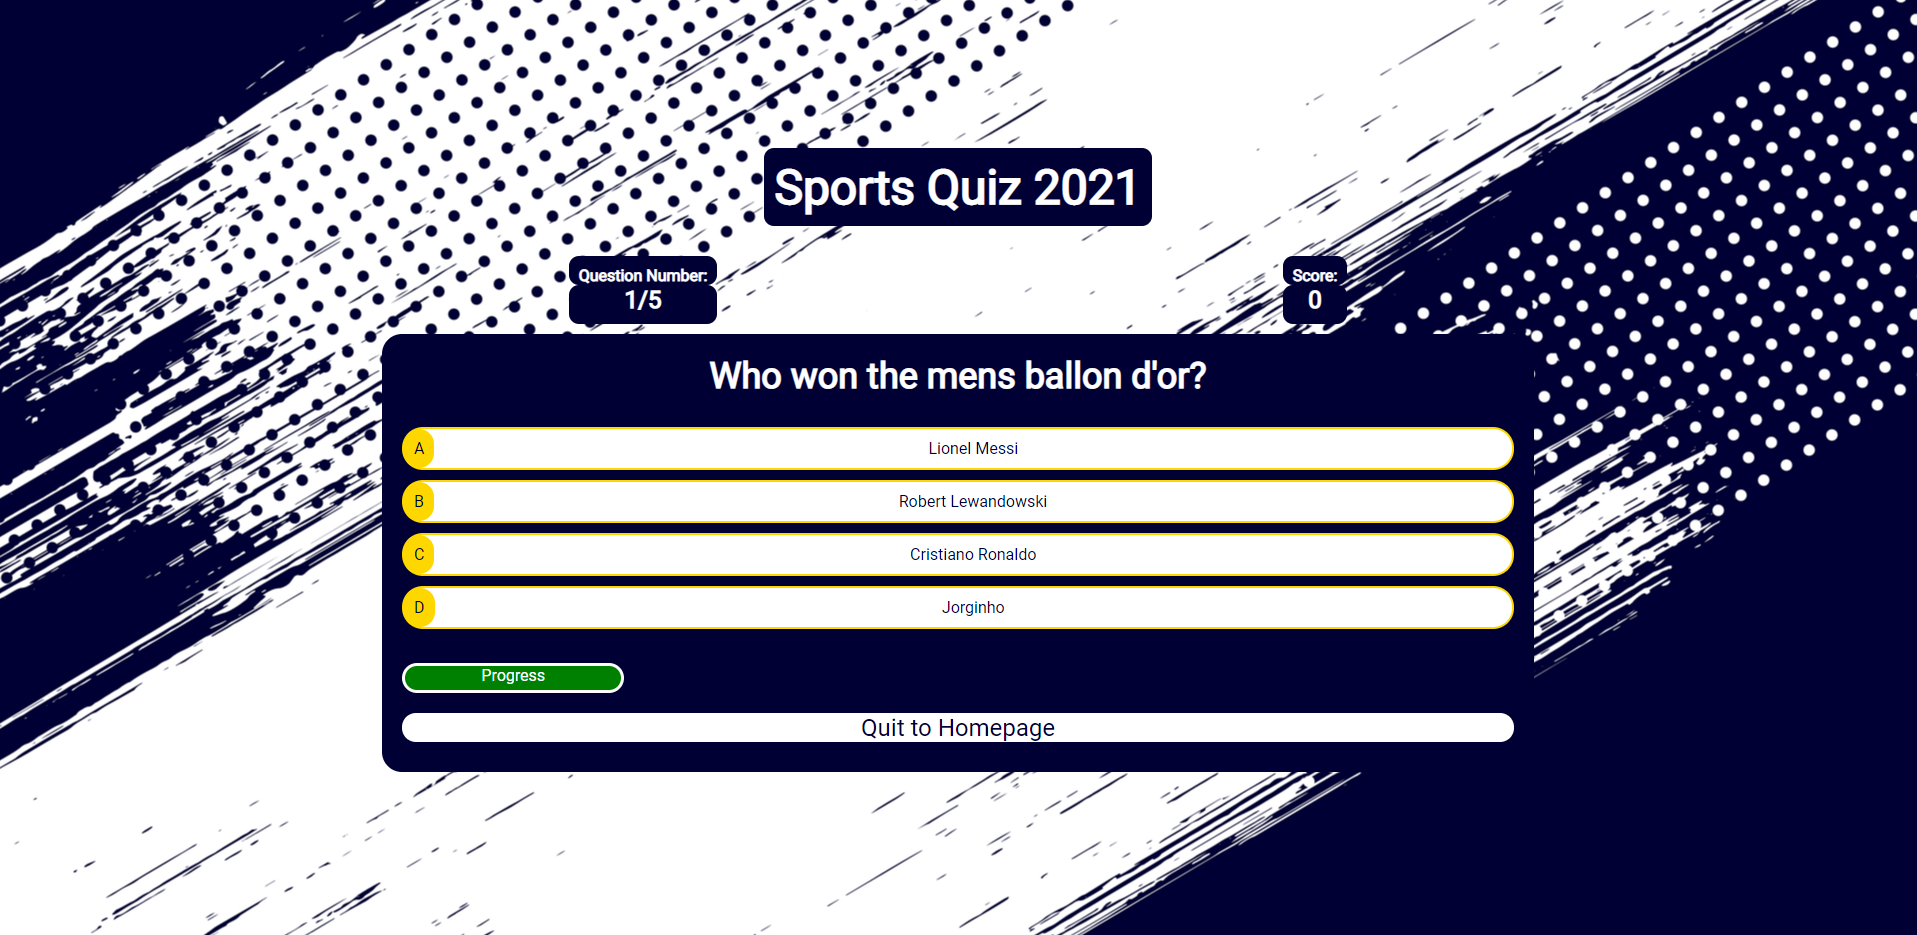 Sports Quiz 2021
Question Number:
1/5
Score:
0
Who won the mens ballon d'or?
A Lionel Messi
B Robert Lewandowski
C Cristiano Ronaldo
D Jorginho
Progress
Quit to Homepage